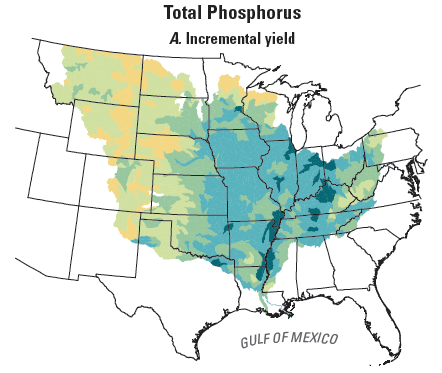 Total Phosphorus
A. Incremental yield
GULF OF MEXICO